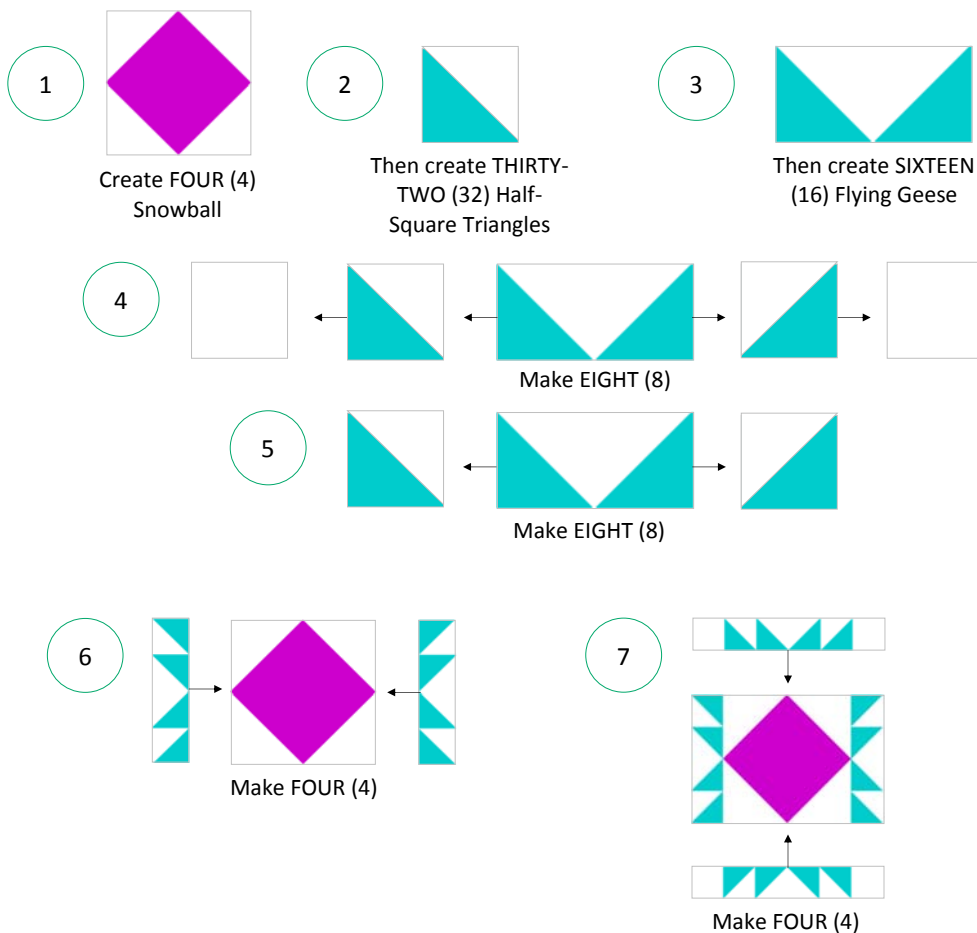 1
Create FOUR (4)
Snowball
2
Then create THIRTY-
TWO (32) Half-
Square Triangles
3
Then create SIXTEEN
(16) Flying Geese
4
Make EIGHT (8)
5
Make EIGHT (8)
6
Make FOUR (4)
7
Make FOUR (4)